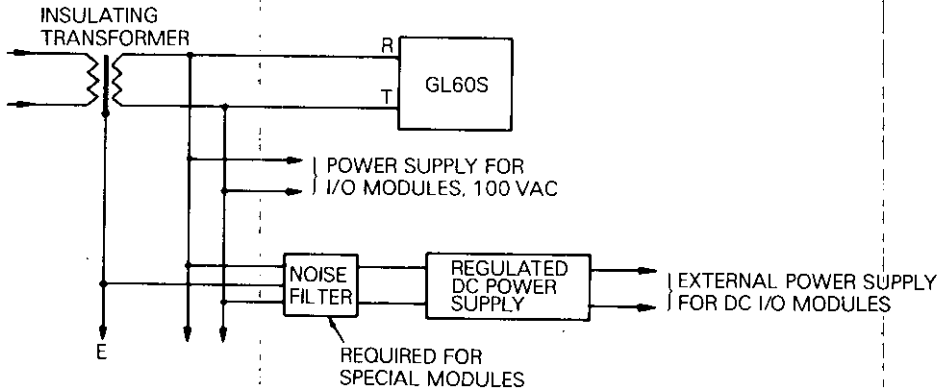 INSULATING
TRANSFORMER
R
GL60S
T
POWER SUPPLY FOR
I/O MODULES, 100 VAC
NOISE
FILTER
REGULATED
DC POWER
SUPPLY
EXTERNAL POWER SUPPLY
FOR DC I/O MODULES
E
REQUIRED FOR
SPECIAL MODULES